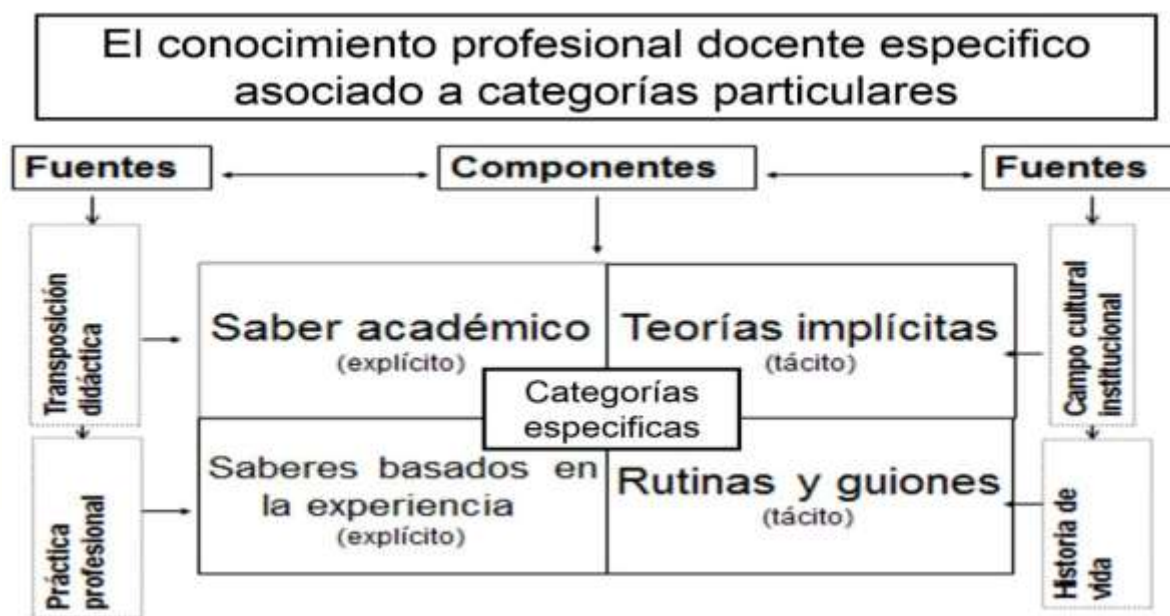 El conocimiento profesional docente especifico
asociado a categorías particulares
Fuentes
Componentes
Fuentes
Transposición
didáctica
Saber académico
(explícito)
Teorías implícitas
(tácito)
Campo cultural
institucional
Categorías
especificas
Práctica
profesional
Saberes basados en
la experiencia
(explícito)
Rutinas y guiones
(tácito)
Historia de
vida